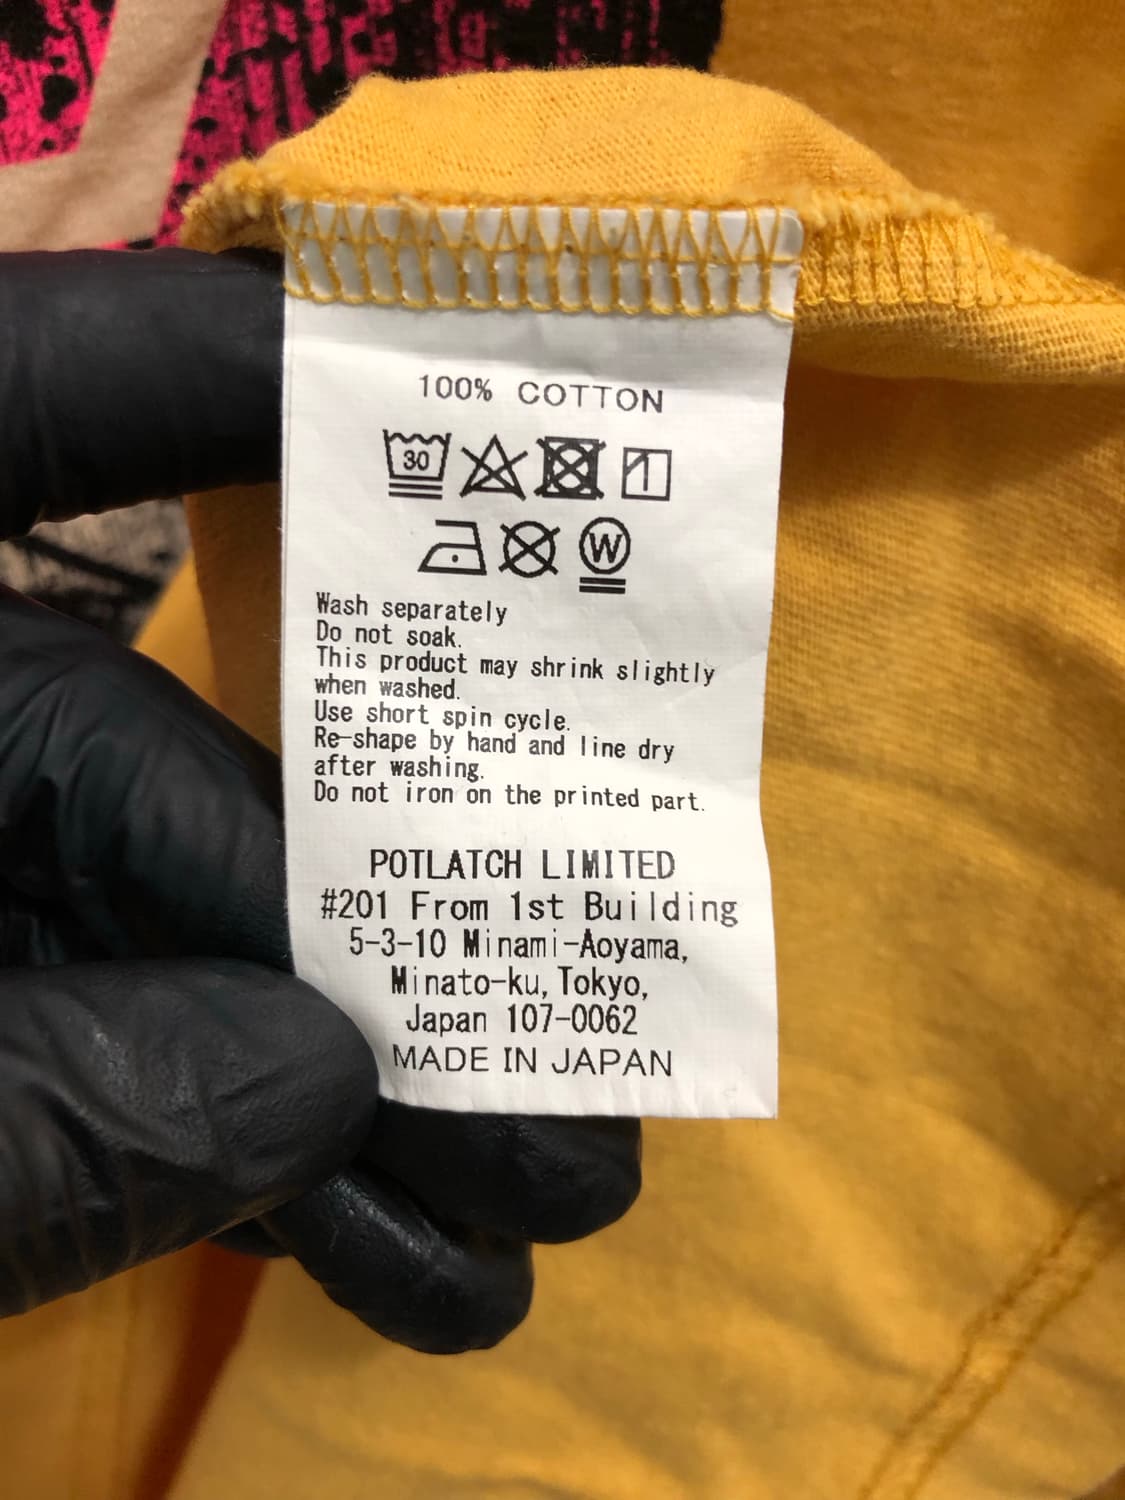 100% COTTON
30
W
Wash separately
Do not soak.
This product may shrink slightly
when washed.
Use short spin cycle.
Re-shape by hand and line dry
after washing.
Do not iron on the printed part.
POTLATCH LIMITED
#201 From 1st Building
5-3-10 Minami-Aoyama,
Minato-ku, Tokyo,
Japan 107-0062
MADE IN JAPAN